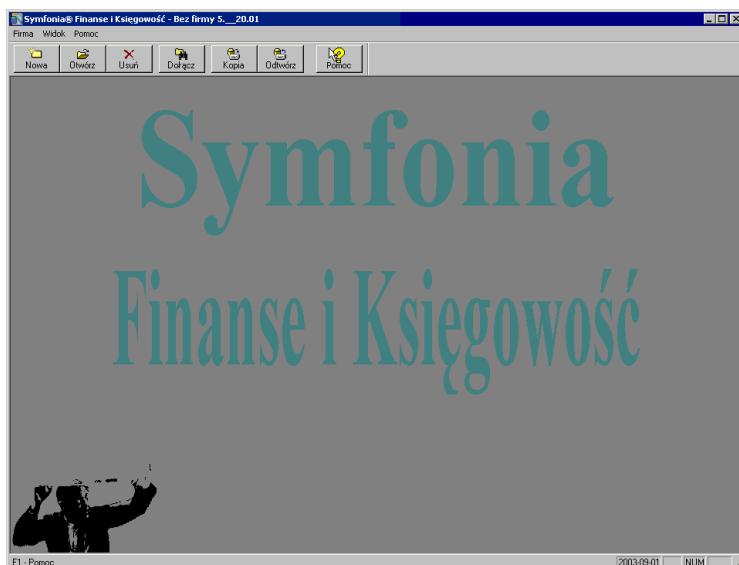 Symfonia® Finanse i Księgowość - Bez firmy 5.__20.01
Firma Widok Pomoc
Nowa Otwórz Usuń Dołącz Kopia Odtwórz Pomoc
Symfonia
Finanse i Księgowość
F1 - Pomoc 2003-09-01 NUM